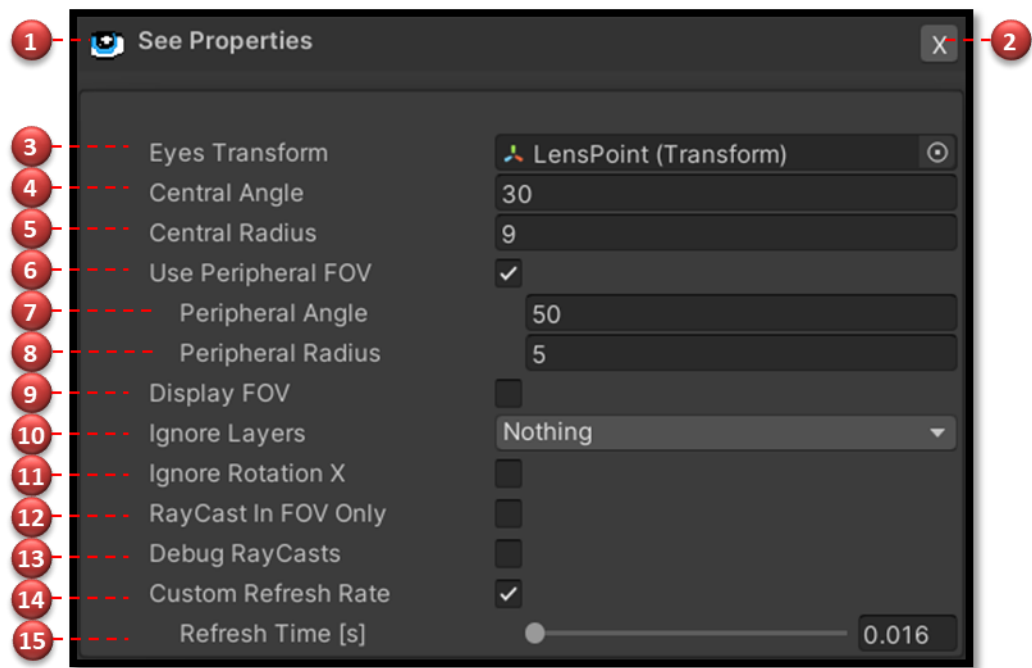 1 See Properties X 2
3 Eyes Transform LensPoint (Transform)
4 Central Angle 30
5 Central Radius 9
6 Use Peripheral FOV
7 Peripheral Angle 50
8 Peripheral Radius 5
9 Display FOV
10 Ignore Layers Nothing
11 Ignore Rotation X
12 RayCast In FOV Only
13 Debug RayCasts
14 Custom Refresh Rate
15 Refresh Time [s] 0.016